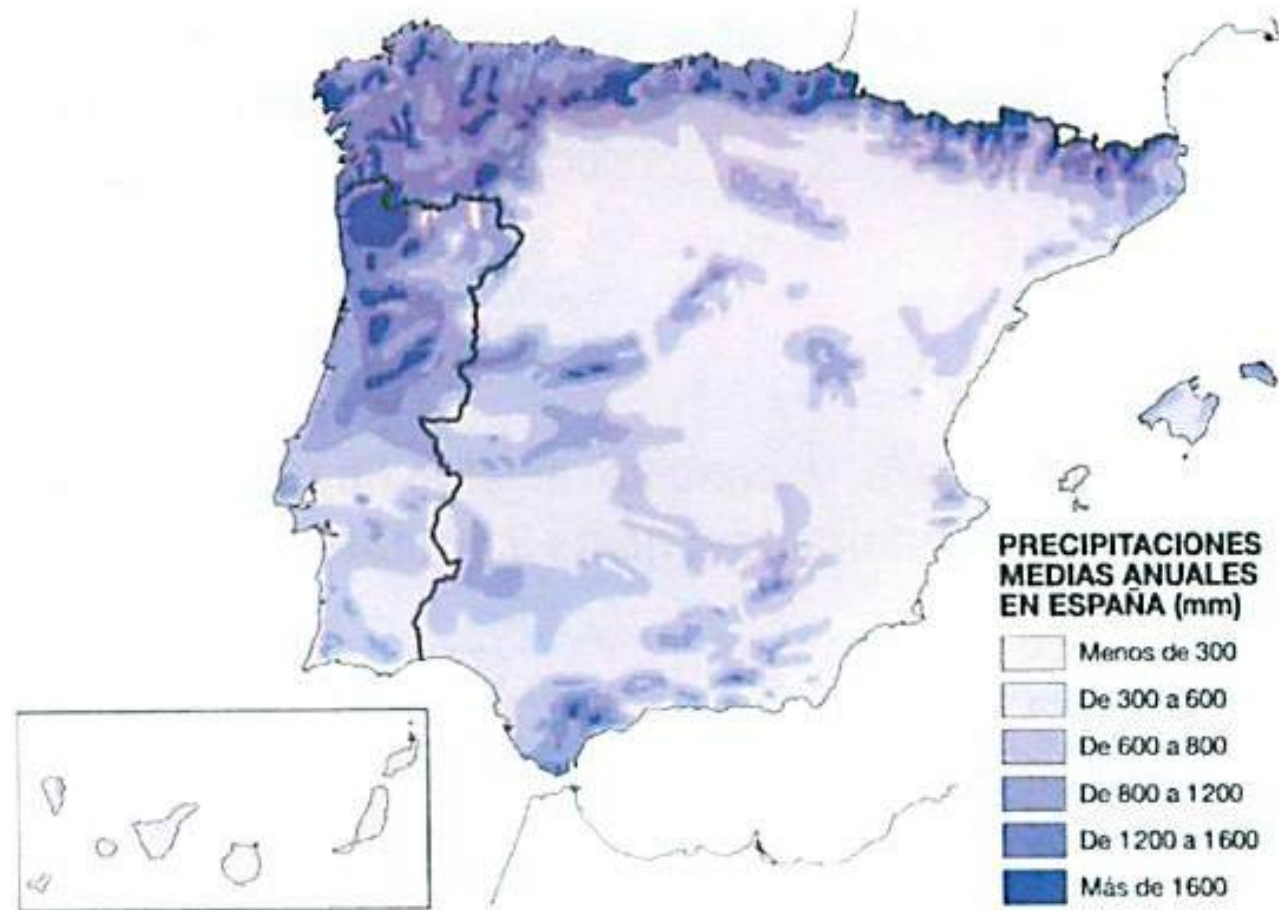 PRECIPITACIONES
MEDIAS ANUALES
EN ESPAÑA (mm)
Menos de 300
De 300 a 600
De 600 a 800
De 800 a 1200
De 1200 a 1600
Más de 1600